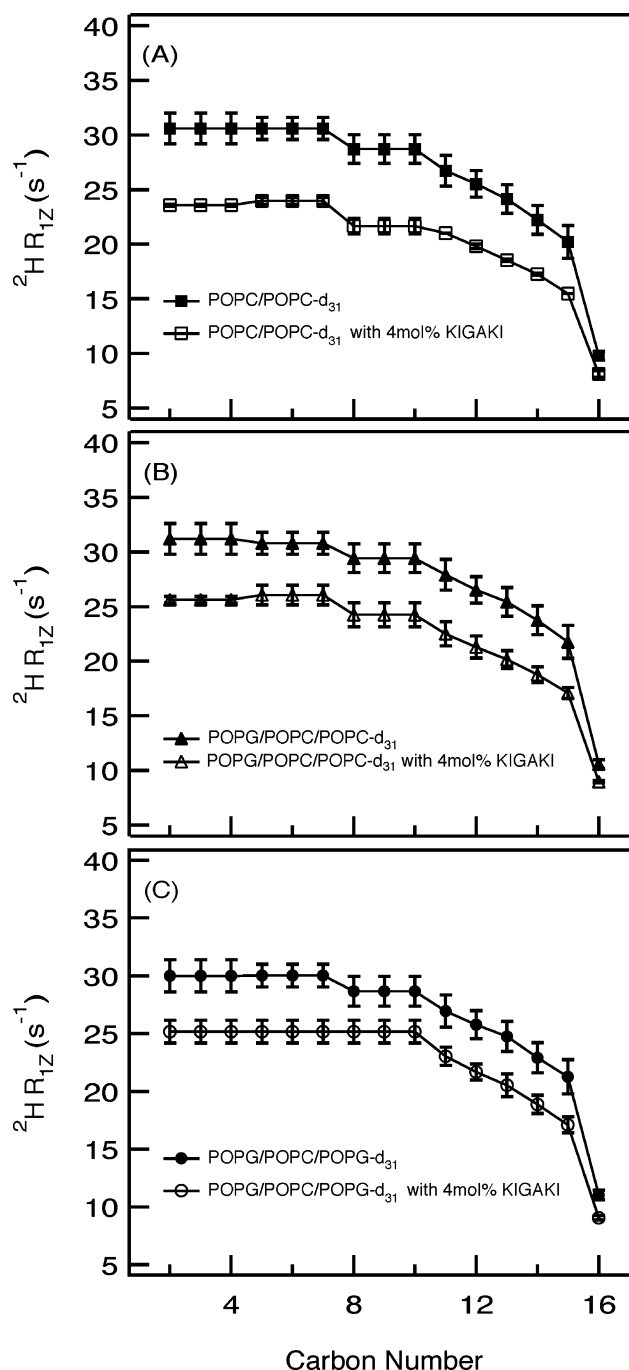 (A)
40
35
30
25
20
15
10
5
²H R₁Z (s⁻¹)
POPC/POPC-d₃₁
POPC/POPC-d₃₁ with 4mol% KIGAKI
(B)
40
35
30
25
20
15
10
5
²H R₁Z (s⁻¹)
POPG/POPC/POPC-d₃₁
POPG/POPC/POPC-d₃₁ with 4mol% KIGAKI
(C)
40
35
30
25
20
15
10
5
²H R₁Z (s⁻¹)
POPG/POPC/POPG-d₃₁
POPG/POPC/POPG-d₃₁ with 4mol% KIGAKI
4 8 12 16
Carbon Number